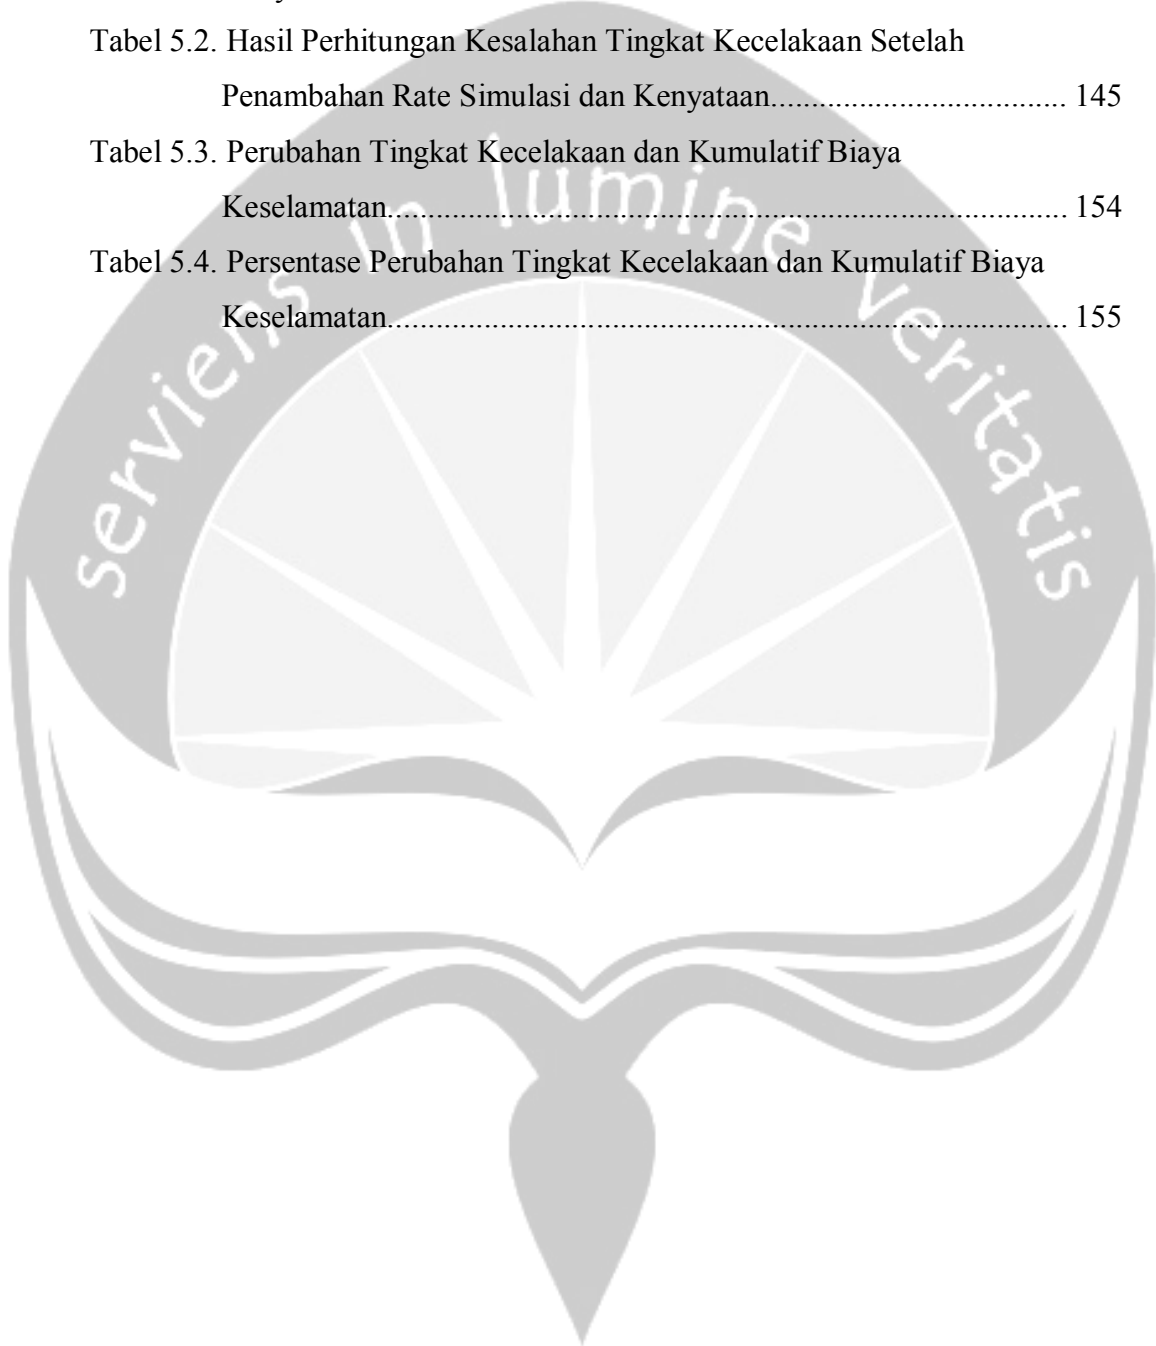 Tabel 5.2. Hasil Perhitungan Kesalahan Tingkat Kecelakaan Setelah
Penambahan Rate Simulasi dan Kenyataan.................................. 145
Tabel 5.3. Perubahan Tingkat Kecelakaan dan Kumulatif Biaya
Keselamatan........................................................................... 154
Tabel 5.4. Persentase Perubahan Tingkat Kecelakaan dan Kumulatif Biaya
Keselamatan........................................................................... 155
serviens in lumine veritatis